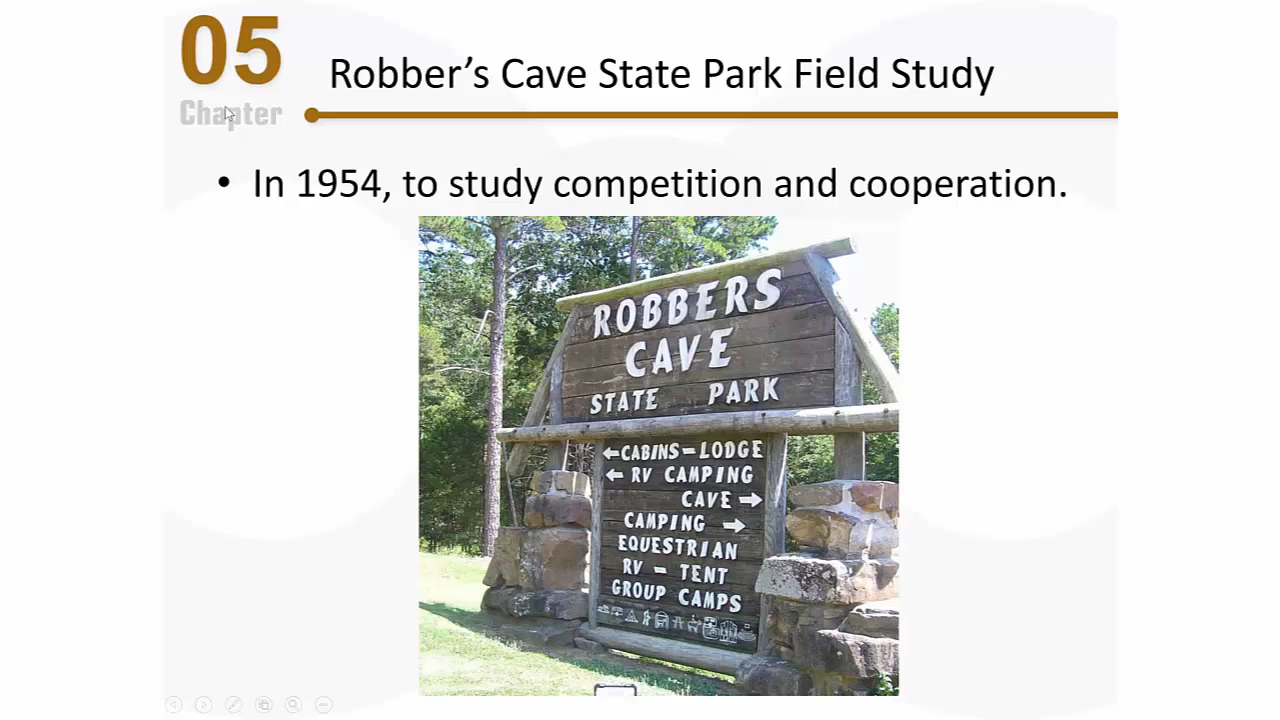 05
Chapter
Robber's Cave State Park Field Study
• In 1954, to study competition and cooperation.
ROBBERS
CAVE
STATE PARK
←CABINS–LODGE
← RV CAMPING
CAVE →
CAMPING →
EQUESTRIAN
RV – TENT
GROUP CAMPS